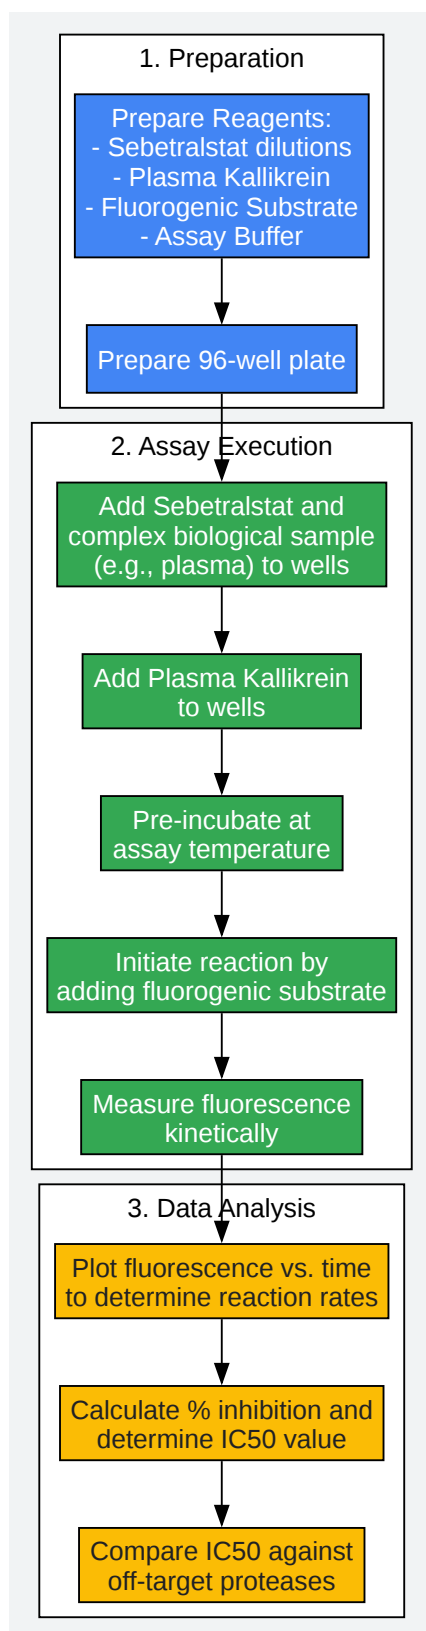 1. Preparation
Prepare Reagents:
- Sebetralstat dilutions
- Plasma Kallikrein
- Fluorogenic Substrate
- Assay Buffer
Prepare 96-well plate
2. Assay Execution
Add Sebetralstat and
complex biological sample
(e.g., plasma) to wells
Add Plasma Kallikrein
to wells
Pre-incubate at
assay temperature
Initiate reaction by
adding fluorogenic substrate
Measure fluorescence
kinetically
3. Data Analysis
Plot fluorescence vs. time
to determine reaction rates
Calculate % inhibition and
determine IC50 value
Compare IC50 against
off-target proteases